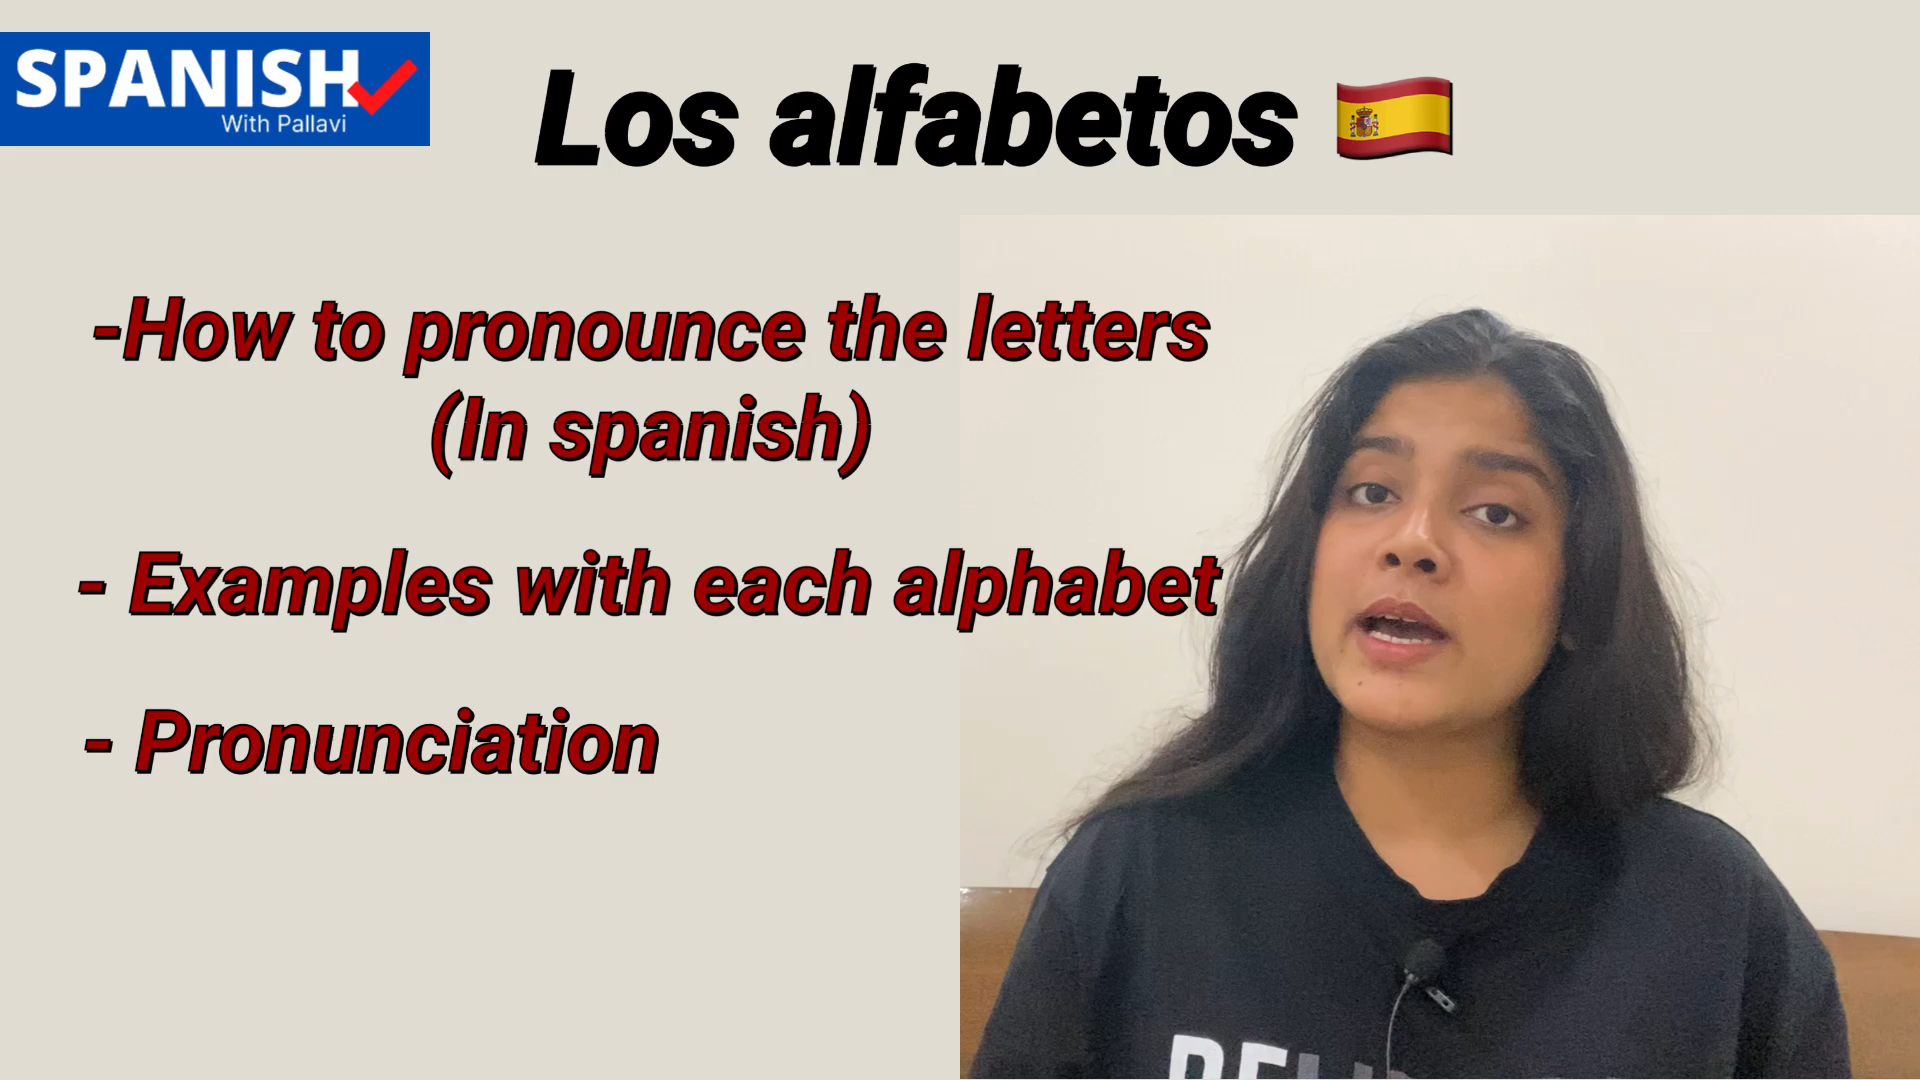 SPANISH
With Pallavi
Los alfabetos
-How to pronounce the letters
(In spanish)
- Examples with each alphabet
- Pronunciation